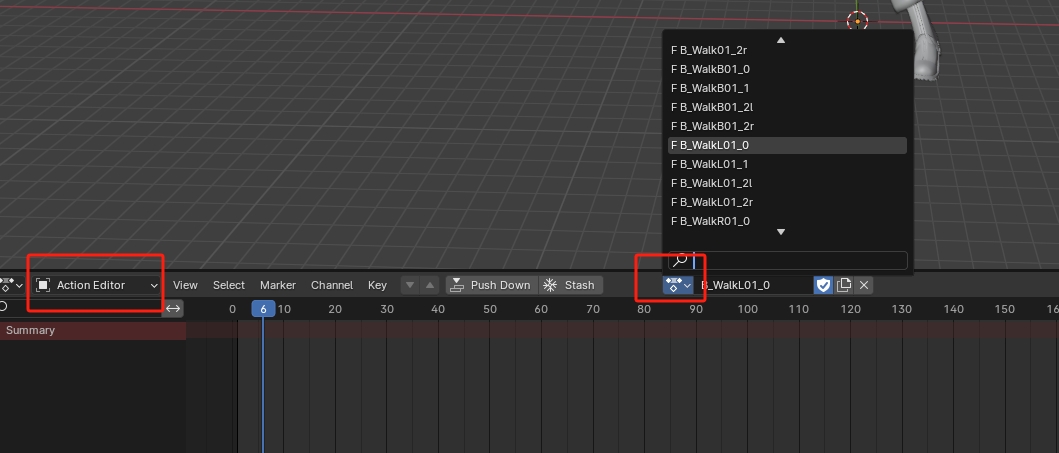 F B_Walk01_2r
F B_WalkB01_0
F B_WalkB01_1
F B_WalkB01_2l
F B_WalkB01_2r
F B_WalkL01_0
F B_WalkL01_1
F B_WalkL01_2l
F B_WalkL01_2r
F B_WalkR01_0
Action Editor View Select Marker Channel Key Push Down Stash B_WalkL01_0
0 6 10 20 30 40 50 60 70 80 90 100 110 120 130 140 150 16
Summary